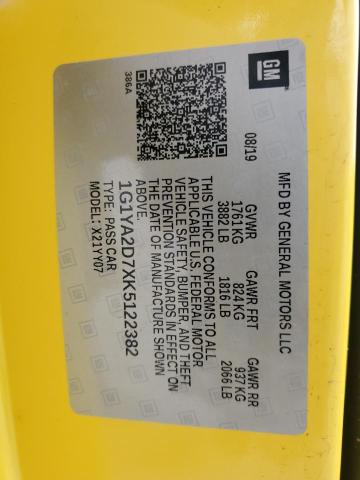 GM
MFD BY GENERAL MOTORS LLC
08/19 GVWR GAWR FRT GAWR RR
1761 KG 824 KG 937 KG
3882 LB 1816 LB 2066 LB
THIS VEHICLE CONFORMS TO ALL
APPLICABLE U.S. FEDERAL MOTOR
VEHICLE SAFETY, BUMPER, AND THEFT
PREVENTION STANDARDS IN EFFECT ON
THE DATE OF MANUFACTURE SHOWN
ABOVE.
1G1YA2D7XK5122382
TYPE: PASS CAR
MODEL: X21YY07
386A